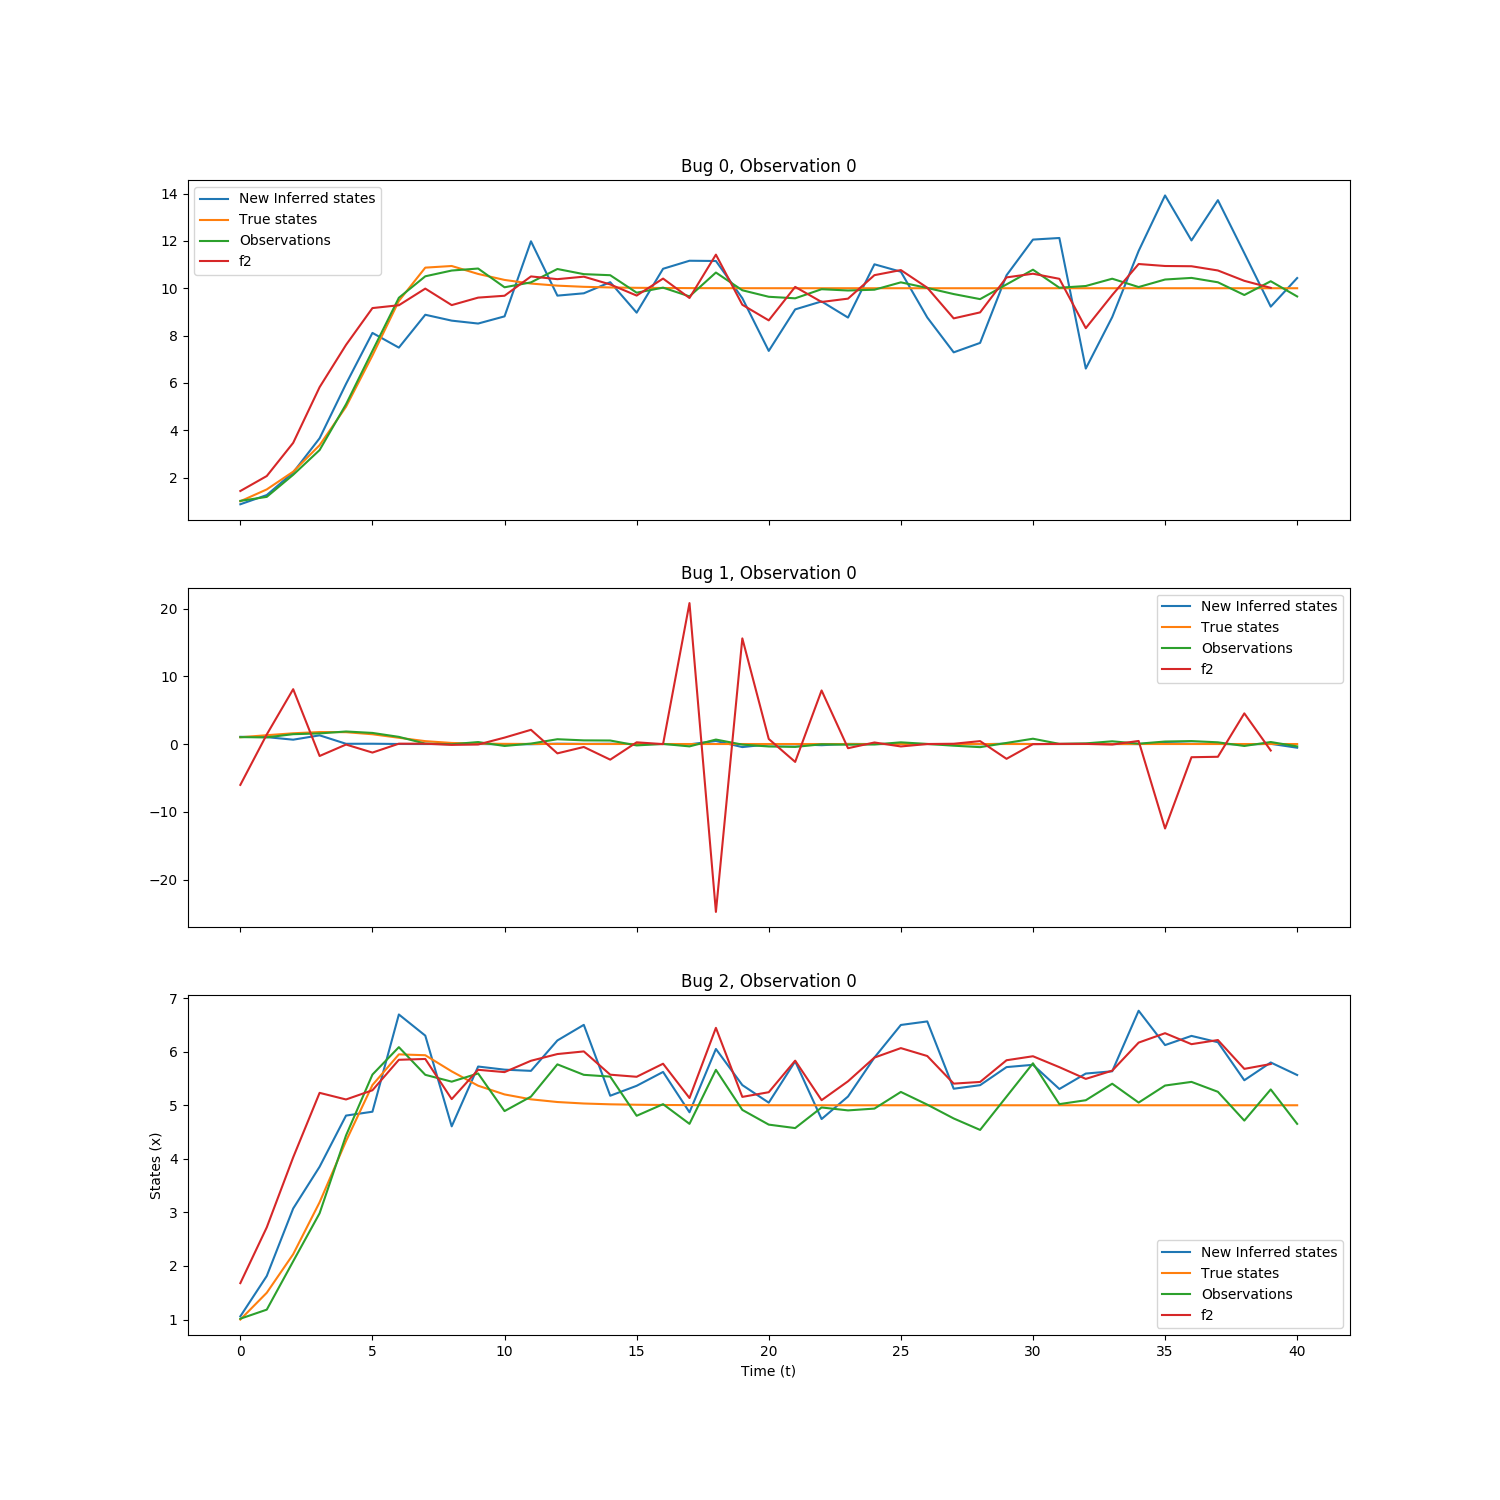 Bug 0, Observation 0
14
12
10
8
6
4
2
New Inferred states
True states
Observations
f2
Bug 1, Observation 0
20
10
0
−10
−20
New Inferred states
True states
Observations
f2
Bug 2, Observation 0
7
6
5
4
3
2
1
States (x)
New Inferred states
True states
Observations
f2
0 5 10 15 20 25 30 35 40
Time (t)